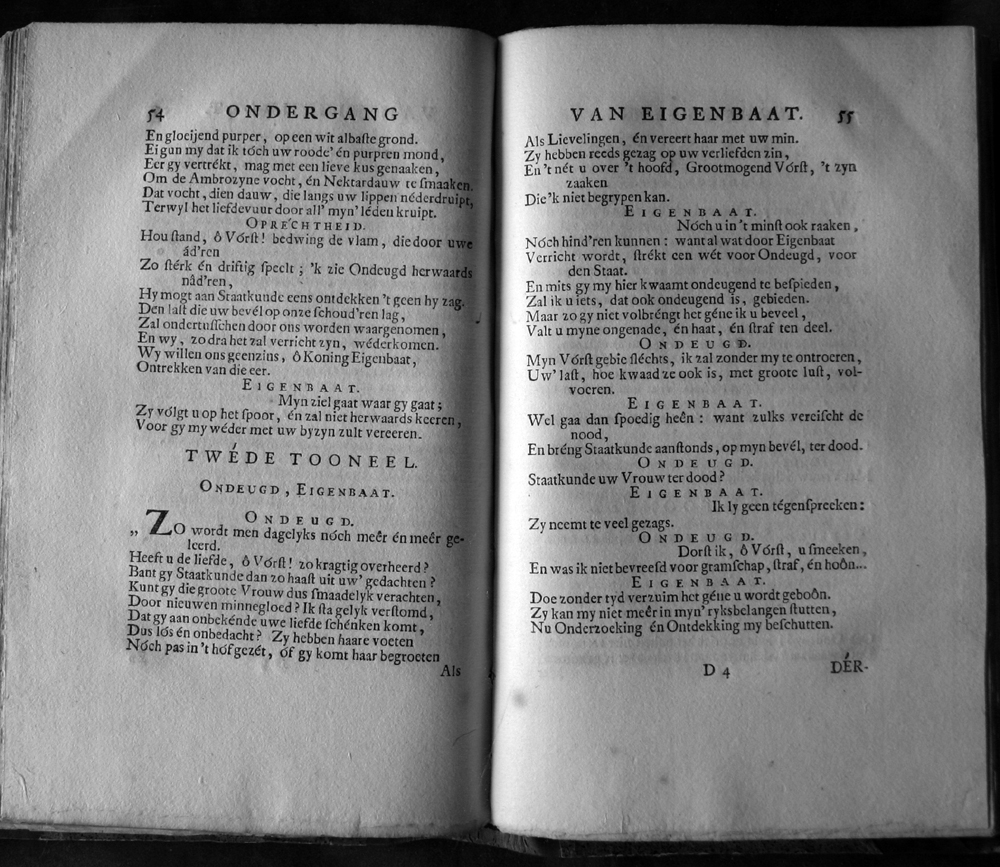 54 ONDERGANG
En gloeijend purper, op een wit albaſte grond.
Ei gun my dat ik tóch uw roode' én purpren mond,
Eer gy vertrékt, mag met een lieve kus genaaken,
Om de Ambrozyne vocht, én Nektardauw te ſmaaken.
Dat vocht, dien dauw, die langs uw lippen néderdruipt,
Terwyl het liefdevuur door all' myn' léden kruipt.
OPRÉCHTHEID.
Hou ſtand, ô Vórſt! bedwing de vlam, die door uwe
âd'ren
Zo ſtérk én driftig ſpeelt; 'k zie Ondeugd herwaards
nâd'ren,
Hy mogt aan Staatkunde eens ontdekken 't geen hy zag.
Den laſt die uw bevél op onze ſchoud'ren lag,
Zal ondertuſſchen door ons worden waargenomen,
En wy, zodra het zal verricht zyn, wéderkomen.
Wy willen ons geenzins, ô Koning Eigenbaat,
Ontrekken van die eer.
EIGENBAAT.
Myn ziel gaat waar gy gaat;
Zy vólgt u op het ſpoor, én zal niet herwaards keeren,
Voor gy my wéder met uw byzyn zult vereeren.
TWÉDE TOONEEL.
ONDEUGD, EIGENBAAT.
ONDEUGD.
„ ZO wordt men dagelyks nóch meêr én meêr ge-
leerd.
Heeft u de liefde, ô Vórſt! zo kragtig overheerd?
Bant gy Staatkunde dan zo haaſt uit uw' gedachten?
Kunt gy die groote Vrouw dus ſmaadelyk verachten,
Door nieuwen minnegloed? Ik ſta gelyk verſtomd,
Dat gy aan onbekénde uwe liefde ſchénken komt,
Dus lós én onbedacht? Zy hebben haare voeten
Nóch pas in 't hóf gezét, óf gy komt haar begroeten
Als
VAN EIGENBAAT. 55
Als Lievelingen, én vereert haar met uw min.
Zy hebben reeds gezag op uw verliefden zin,
En 't nét u over 't hoofd, Grootmogend Vórſt, 't zyn
zaaken
Die'k niet begrypen kan.
EIGENBAAT.
Nóch u in 't minſt ook raaken,
Nóch hind'ren kunnen: want al wat door Eigenbaat
Verricht wordt, ſtrékt een wét voor Ondeugd, voor
den Staat.
En mits gy my hier kwaamt ondeugend te beſpieden,
Zal ik u iets, dat ook ondeugend is, gebieden.
Maar zo gy niet volbréngt het géne ik u beveel,
Valt u myne ongenade, én haat, én ſtraf ten deel.
ONDEUGD.
Myn Vórſt gebie ſléchts, ik zal zonder my te ontroeren,
Uw' laſt, hoe kwaad ze ook is, met groote luſt, vol-
voeren.
EIGENBAAT.
Wel gaa dan ſpoedig heên: want zulks vereiſcht de
nood,
En bréng Staatkunde aanſtonds, op myn bevél, ter dood.
ONDEUGD.
Staatkunde uw Vrouw ter dood?
EIGENBAAT.
Ik ly geen tégenſpreeken:
Zy neemt te veel gezags.
ONDEUGD.
Dorſt ik, ô Vórſt, u ſmeeken,
En was ik niet bevreefd voor gramſchap, ſtraf, én hoôn...
EIGENBAAT.
Doe zonder tyd verzuim het géne u wordt geboôn.
Zy kan my niet meêr in myn' ryksbelangen ſtutten,
Nu Onderzoeking én Ontdekking my beſchutten.
D 4 DÉR-